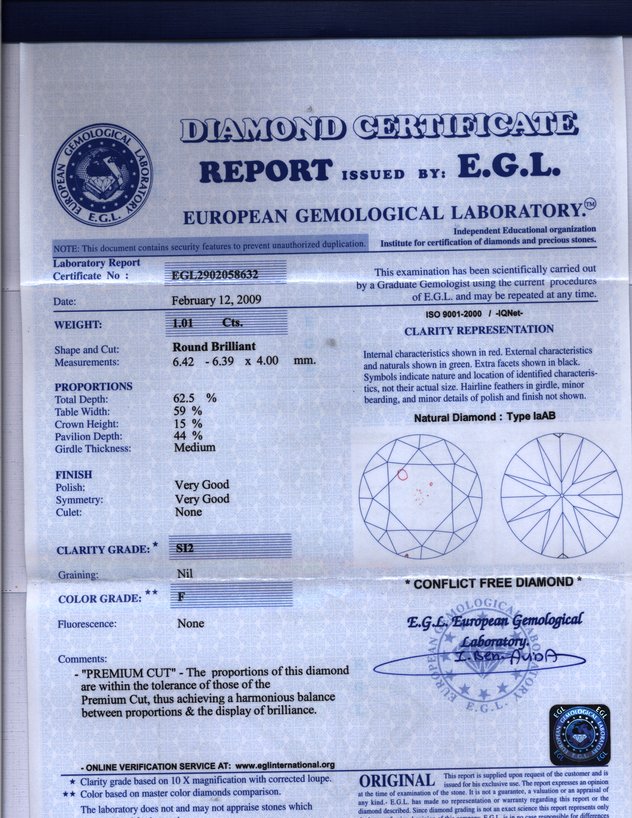 DIAMOND CERTIFICATE
REPORT ISSUED BY: E.G.L.
EUROPEAN GEMOLOGICAL LABORATORY.™
EUROPEAN GEMOLOGICAL LABORATORY
E.G.L.
Independent Educational organization
Institute for certification of diamonds and precious stones.
NOTE: This document contains security features to prevent unauthorized duplication.
Laboratory Report
Certificate No : EGL2902058632
Date: February 12, 2009
WEIGHT: 1.01 Cts.
Shape and Cut: Round Brilliant
Measurements: 6.42 - 6.39 x 4.00 mm.
PROPORTIONS
Total Depth: 62.5 %
Table Width: 59 %
Crown Height: 15 %
Pavilion Depth: 44 %
Girdle Thickness: Medium
FINISH
Polish: Very Good
Symmetry: Very Good
Culet: None
CLARITY GRADE: * SI2
Graining: Nil
COLOR GRADE: ** F
Fluorescence: None
Comments:
- "PREMIUM CUT" - The proportions of this diamond
are within the tolerance of those of the
Premium Cut, thus achieving a harmonious balance
between proportions & the display of brilliance.
- ONLINE VERIFICATION SERVICE AT: www.eglinternational.org
★ Clarity grade based on 10 X magnification with corrected loupe.
★★ Color based on master color diamonds comparison.
The laboratory does not and may not appraise stones which
This examination has been scientifically carried out
by a Graduate Gemologist using the current procedures
of E.G.L. and may be repeated at any time.
ISO 9001-2000 / -IQNet-
CLARITY REPRESENTATION
Internal characteristics shown in red. External characteristics
and naturals shown in green. Extra facets shown in black.
Symbols indicate nature and location of identified characteris-
tics, not their actual size. Hairline feathers in girdle, minor
bearding, and minor details of polish and finish not shown.
Natural Diamond : Type IaAB
* CONFLICT FREE DIAMOND *
E.G.L. European Gemological
Laboratory.
EUROPEAN GEMOLOGICAL LABORATORY
E.G.L.
EGL EGL
EGL EGL
E.G.L
ORIGINAL This report is supplied upon request of the customer and is
issued for his exclusive use. The report expresses an opinion
at the time of examination of the stone. It is not a guarantee, a valuation or an appraisal of
any kind.- E.G.L. has made no representation or warranty regarding this report or the
diamond described. Since diamond grading is not an exact science this report represents only